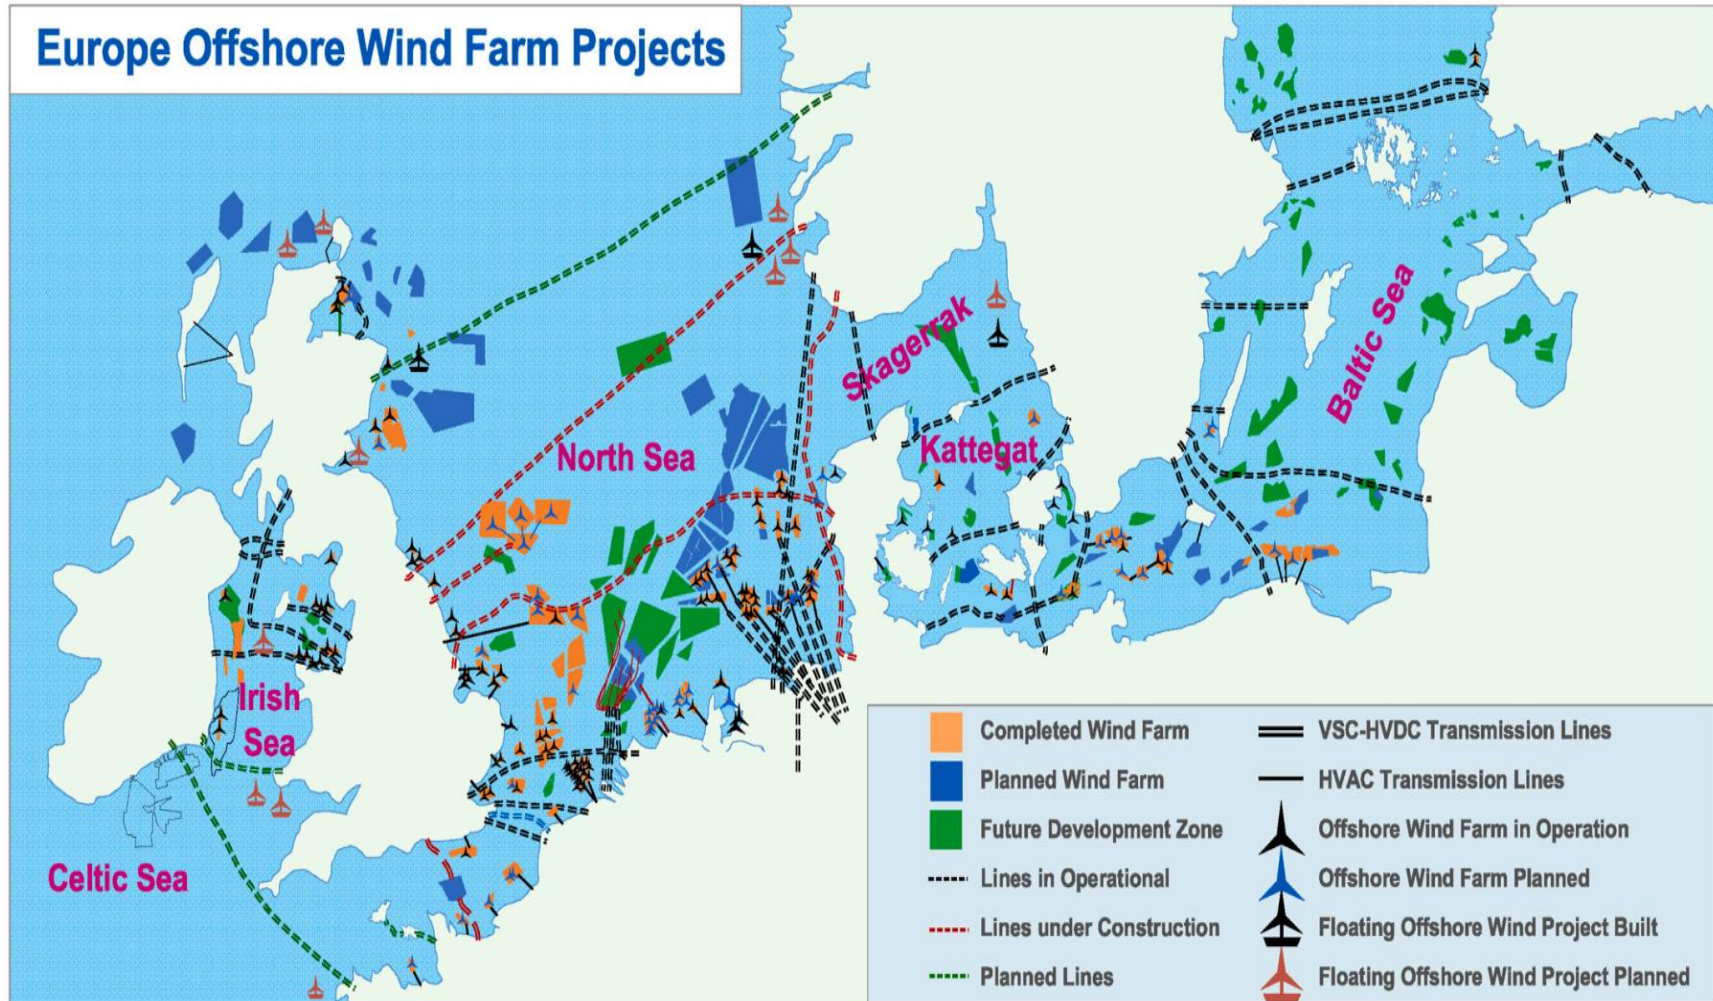 Europe Offshore Wind Farm Projects
Skagerrak
Baltic Sea
North Sea
Kattegat
Irish
Sea
Celtic Sea
Completed Wind Farm
Planned Wind Farm
Future Development Zone
Lines in Operational
Lines under Construction
Planned Lines
VSC-HVDC Transmission Lines
HVAC Transmission Lines
Offshore Wind Farm in Operation
Offshore Wind Farm Planned
Floating Offshore Wind Project Built
Floating Offshore Wind Project Planned